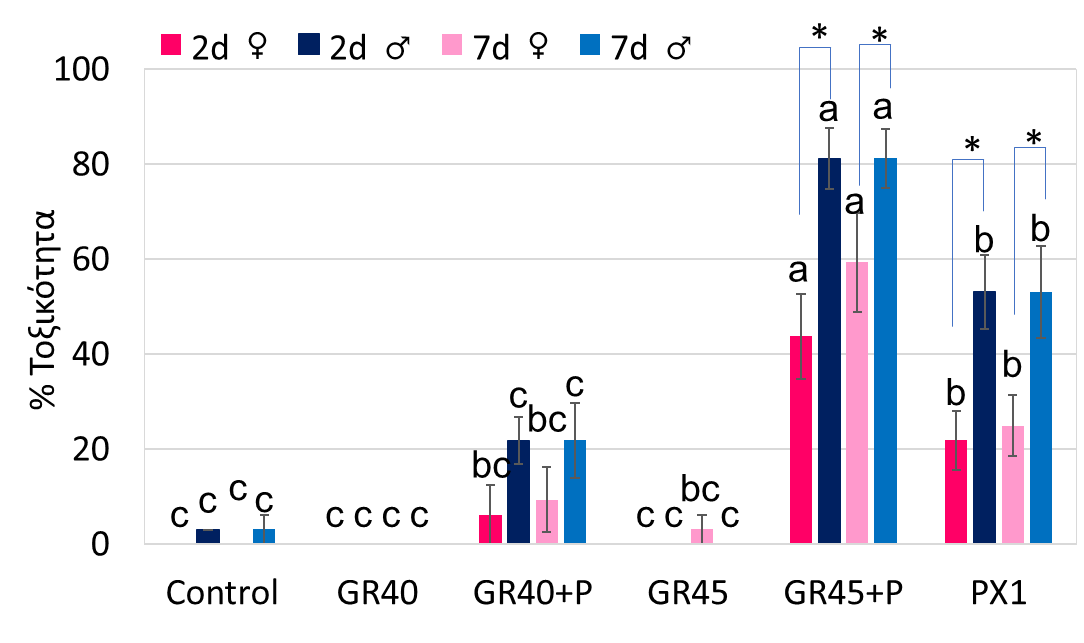 2d ♀ 2d ♂ 7d ♀ 7d ♂
% Τοξικότητα
100
80
60
40
20
0
* *
a a
a a
* *
b b
b b
c c
bc bc
c c c c
c c c c
bc
c c c
Control GR40 GR40+P GR45 GR45+P PX1